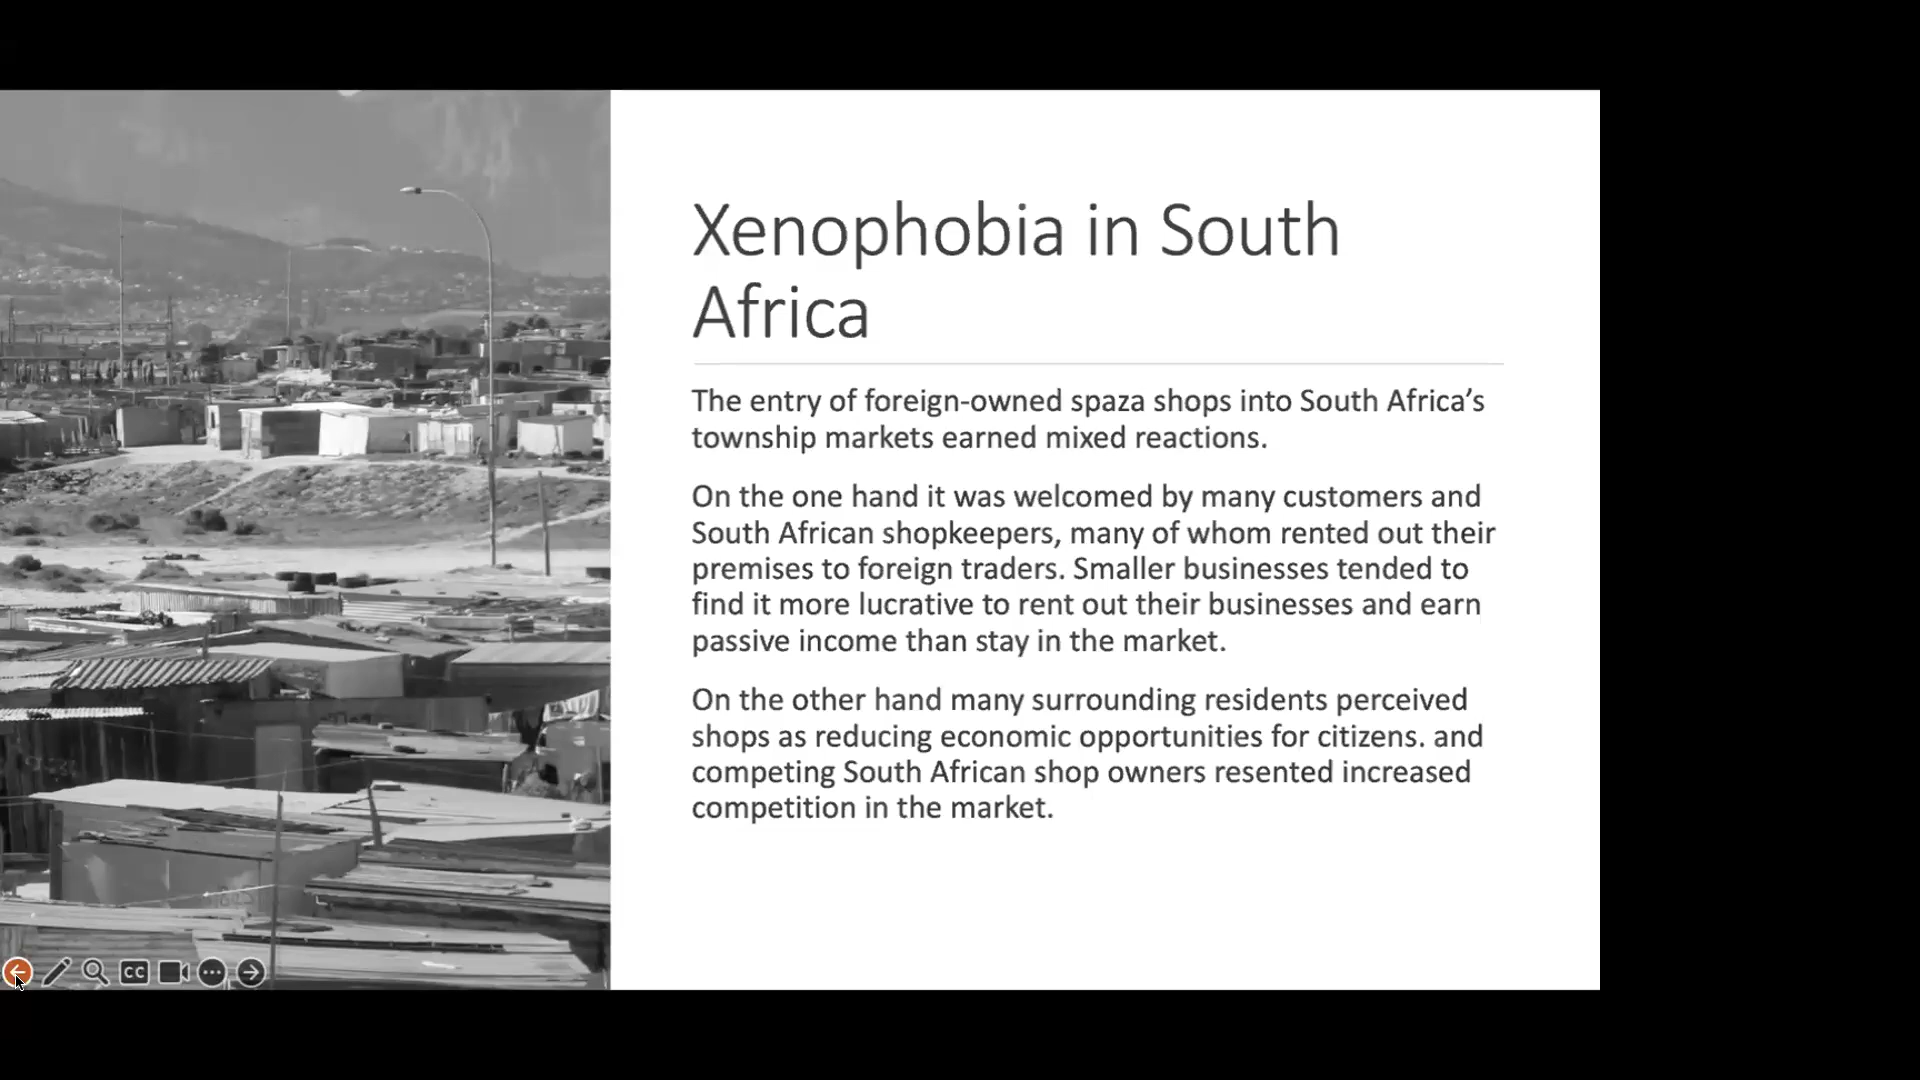 Xenophobia in South
Africa
The entry of foreign-owned spaza shops into South Africa’s
township markets earned mixed reactions.
On the one hand it was welcomed by many customers and
South African shopkeepers, many of whom rented out their
premises to foreign traders. Smaller businesses tended to
find it more lucrative to rent out their businesses and earn
passive income than stay in the market.
On the other hand many surrounding residents perceived
shops as reducing economic opportunities for citizens. and
competing South African shop owners resented increased
competition in the market.
CC